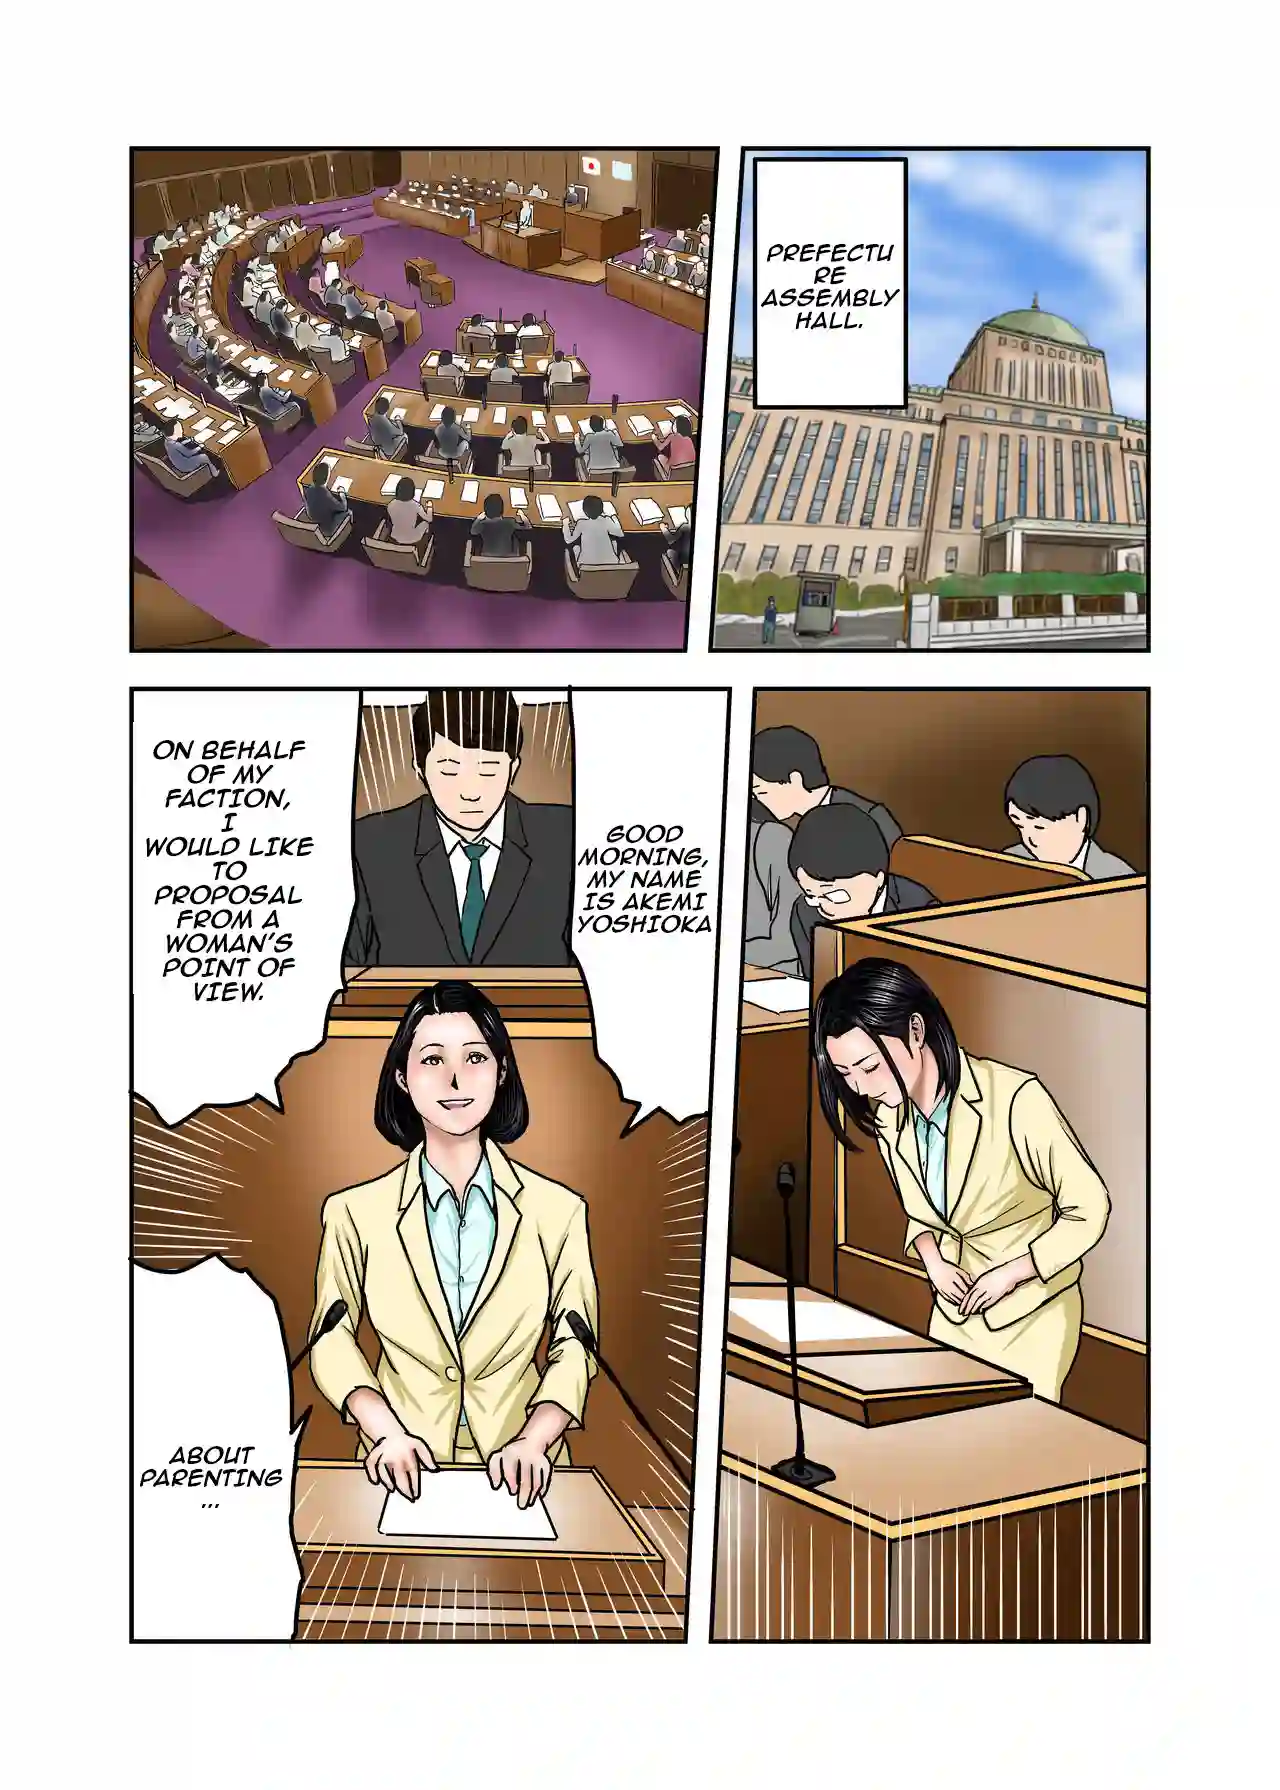 PREFECTU
RE
ASSEMBLY
HALL.
GOOD
MORNING,
MY NAME
IS AKEMI
YOSHIOKA
ON BEHALF
OF MY
FACTION,
I
WOULD LIKE
TO
PROPOSAL
FROM A
WOMAN'S
POINT OF
VIEW.
ABOUT
PARENTING
...